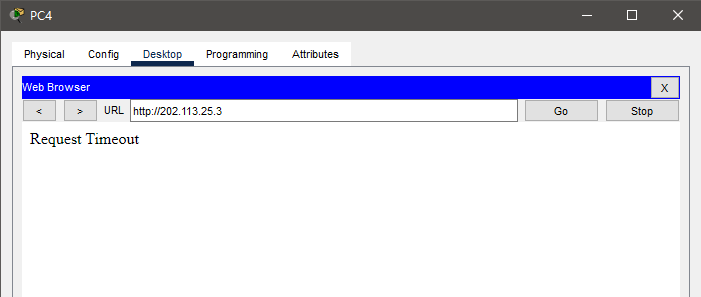 PC4
Physical Config Desktop Programming Attributes
Web Browser X
< > URL http://202.113.25.3 Go Stop
Request Timeout